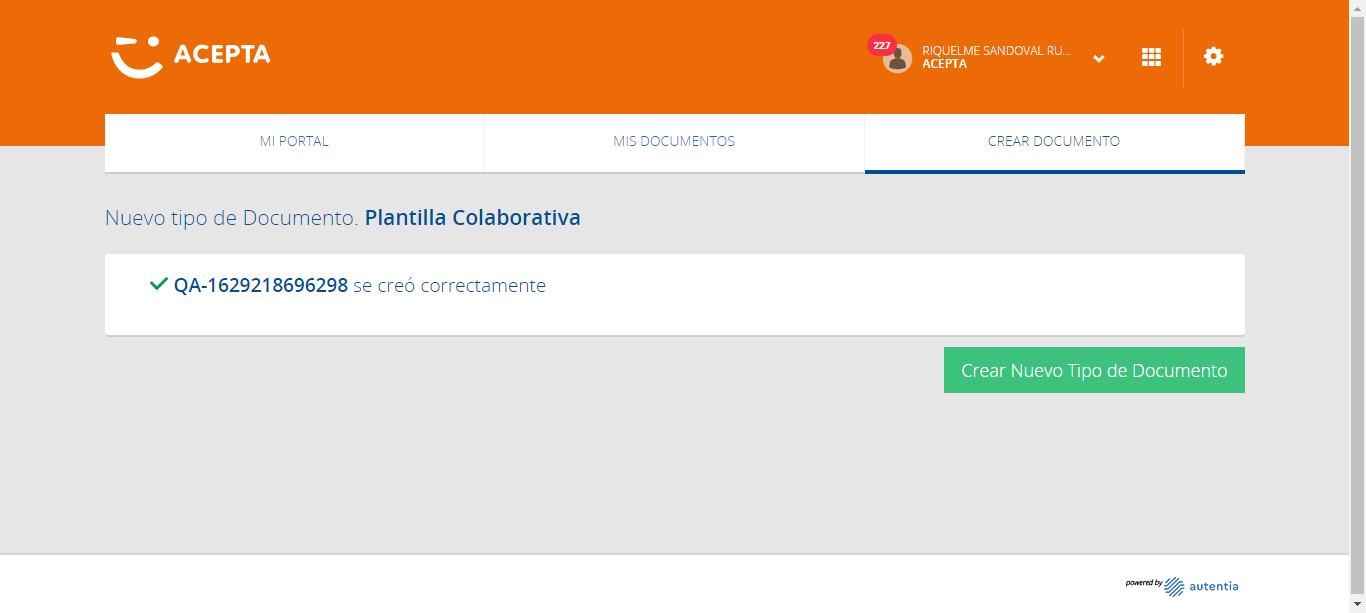 ACEPTA
227
RIQUELME SANDOVAL RU...
ACEPTA
MI PORTAL
MIS DOCUMENTOS
CREAR DOCUMENTO
Nuevo tipo de Documento. Plantilla Colaborativa
QA-1629218696298 se creó correctamente
Crear Nuevo Tipo de Documento
powered by autentia